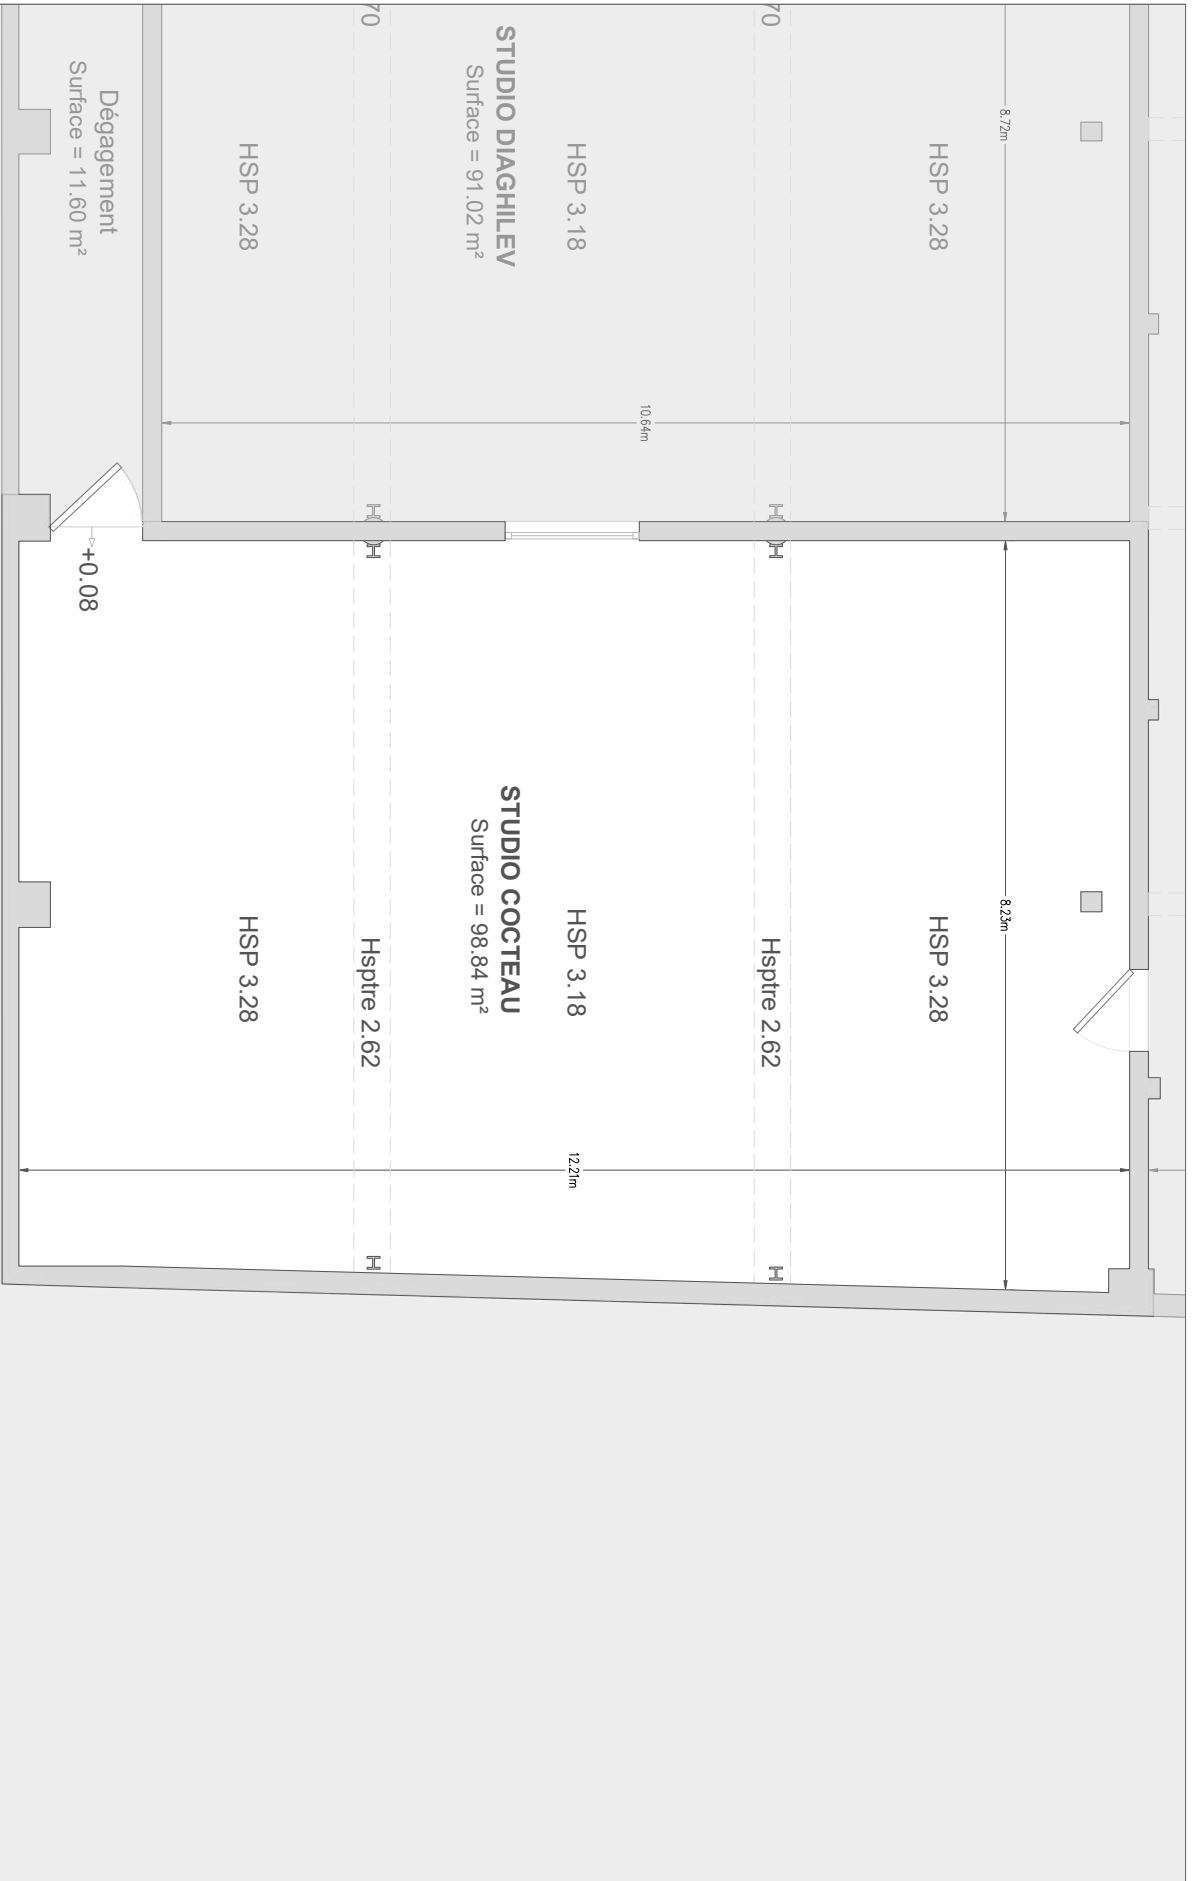 70
70
STUDIO DIAGHILEV
Surface = 91.02 m²
Dégagement
Surface = 11.60 m²
8.72m
HSP 3.28
HSP 3.18
HSP 3.28
10.64m
+0.08
STUDIO COCTEAU
Surface = 98.84 m²
8.23m
HSP 3.28
Hsptre 2.62
HSP 3.18
Hsptre 2.62
HSP 3.28
12.21m